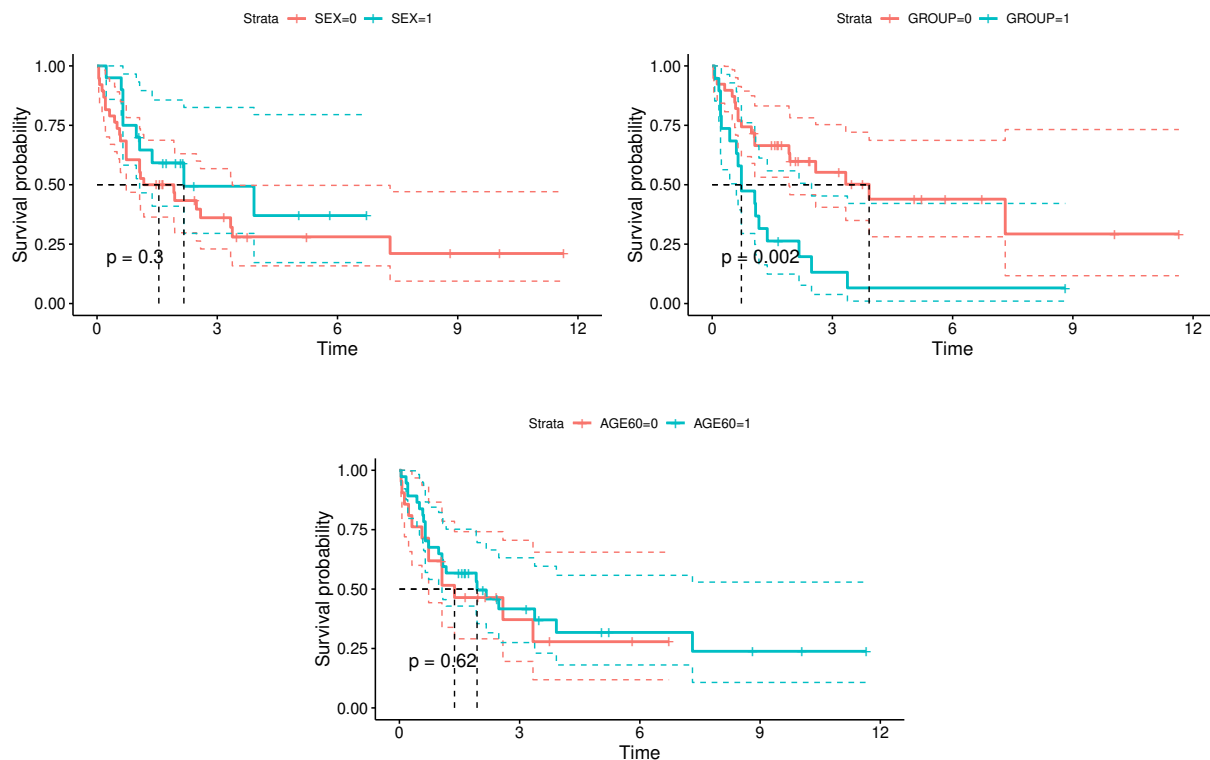 Strata SEX=0 SEX=1
Survival probability
1.00
0.75
0.50
0.25
0.00
p = 0.3
0 3 6 9 12
Time
Strata GROUP=0 GROUP=1
Survival probability
1.00
0.75
0.50
0.25
0.00
p = 0.002
0 3 6 9 12
Time
Strata AGE60=0 AGE60=1
Survival probability
1.00
0.75
0.50
0.25
0.00
p = 0.62
0 3 6 9 12
Time